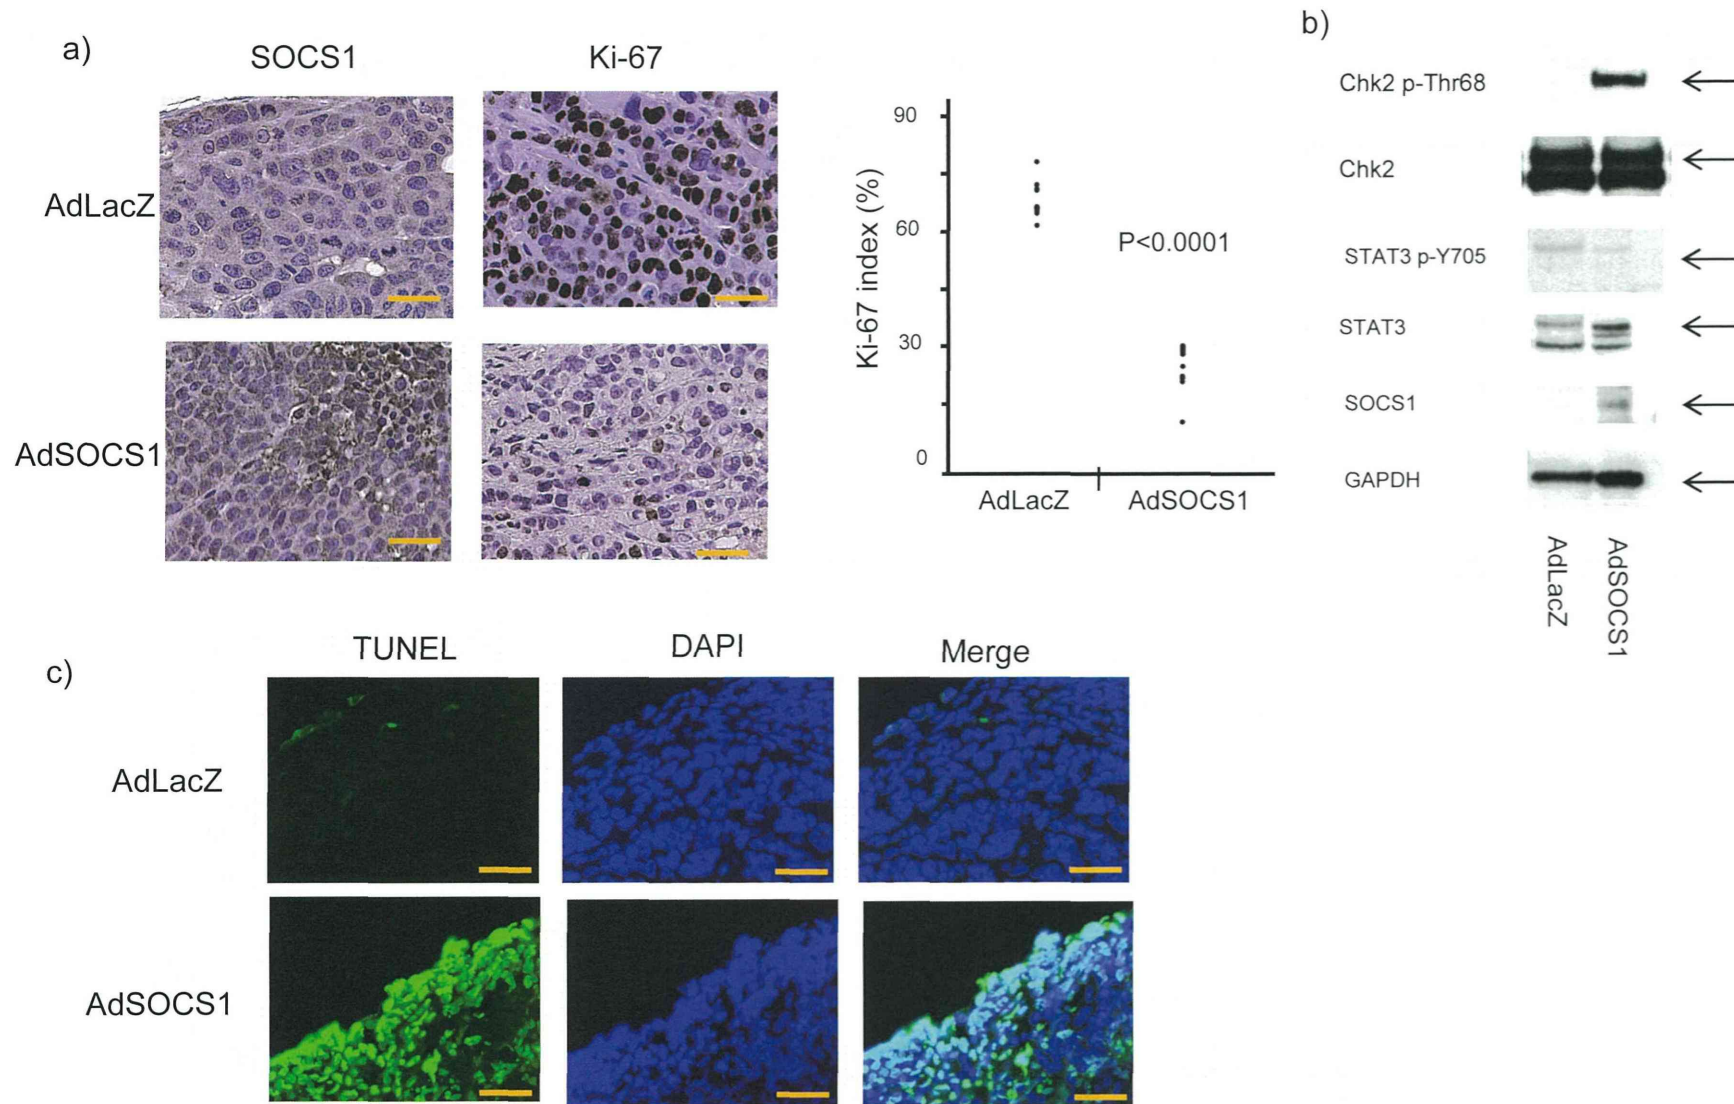 a)
SOCS1
Ki-67
AdLacZ
AdSOCS1
Ki-67 index (%)
90
60
30
0
P<0.0001
AdLacZ
AdSOCS1
b)
Chk2 p-Thr68
Chk2
STAT3 p-Y705
STAT3
SOCS1
GAPDH
AdLacZ
AdSOCS1
c)
TUNEL
DAPI
Merge
AdLacZ
AdSOCS1